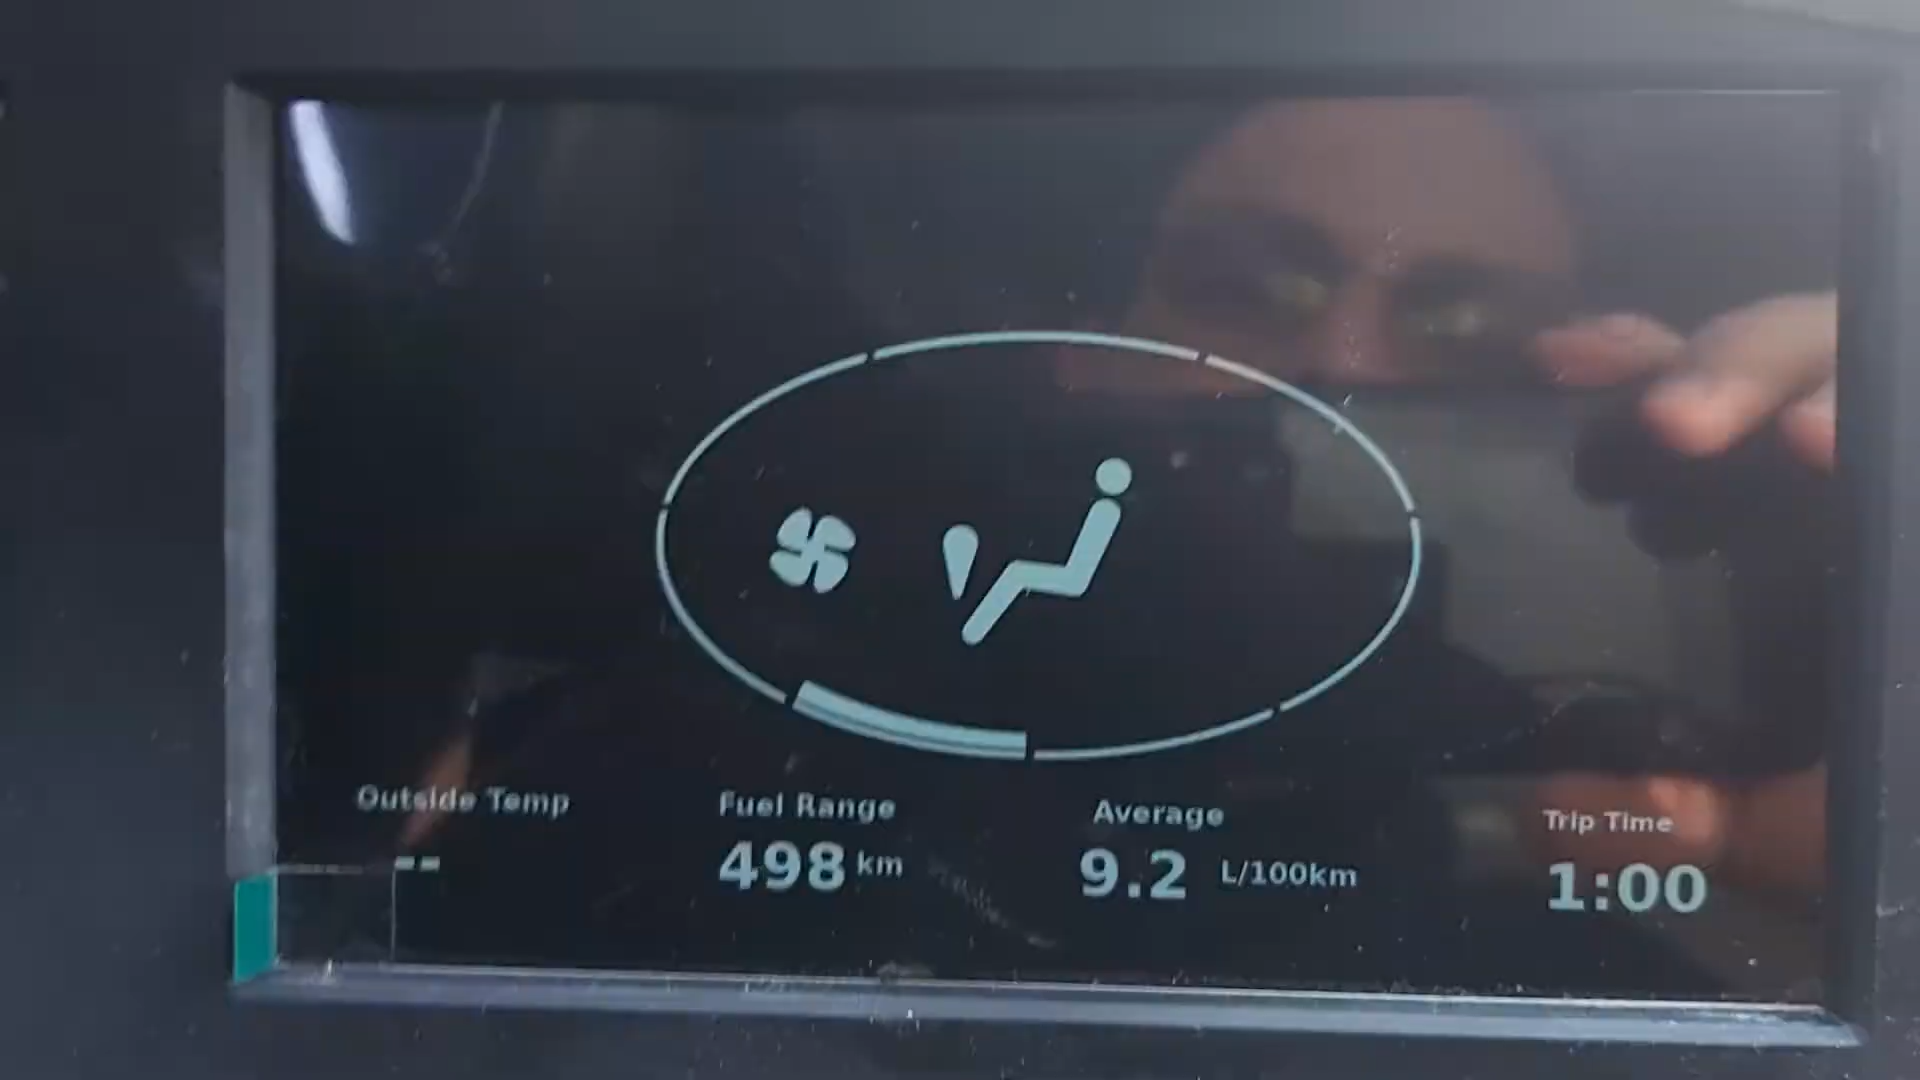 Outside Temp
--
Fuel Range
498 km
Average
9.2 L/100km
Trip Time
1:00